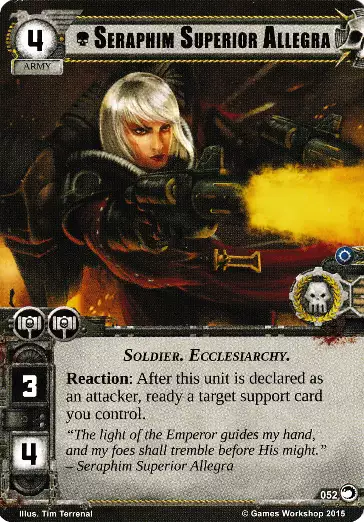 4
SERAPHIM SUPERIOR ALLEGRA
ARMY
SOLDIER. ECCLESIARCHY.
3
Reaction: After this unit is declared as
an attacker, ready a target support card
you control.
4
“The light of the Emperor guides my hand,
and my foes shall tremble before His might.”
– Seraphim Superior Allegra
052
Illus. Tim Terrenal
© Games Workshop 2015